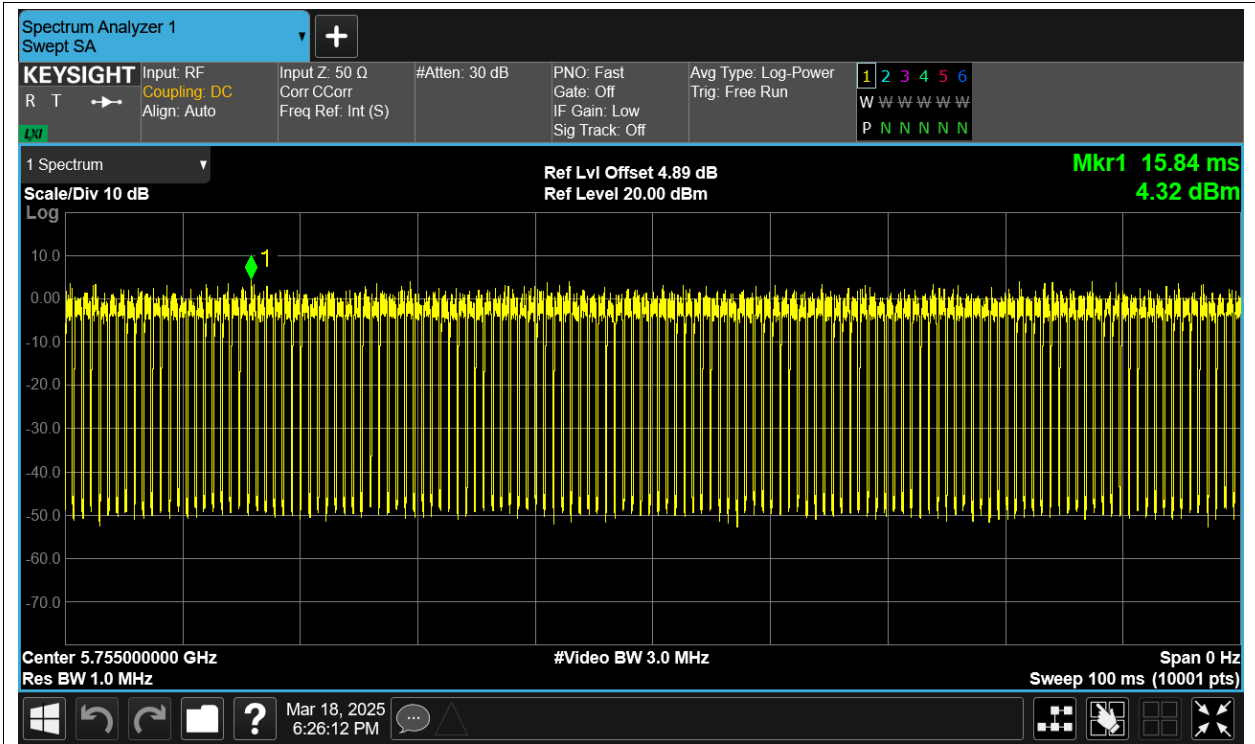 Spectrum Analyzer 1
Swept SA
KEYSIGHT
R T
LXI
Input: RF
Coupling: DC
Align: Auto
Input Z: 50 Ω
Corr CCorr
Freq Ref: Int (S)
#Atten: 30 dB
PNO: Fast
Gate: Off
IF Gain: Low
Sig Track: Off
Avg Type: Log-Power
Trig: Free Run
1 2 3 4 5 6
W W W W W W
P N N N N N
1 Spectrum
Scale/Div 10 dB
Log
Ref Lvl Offset 4.89 dB
Ref Level 20.00 dBm
Mkr1 15.84 ms
4.32 dBm
1
10.0
0.00
-10.0
-20.0
-30.0
-40.0
-50.0
-60.0
-70.0
Center 5.755000000 GHz
Res BW 1.0 MHz
#Video BW 3.0 MHz
Span 0 Hz
Sweep 100 ms (10001 pts)
?
Mar 18, 2025
6:26:12 PM